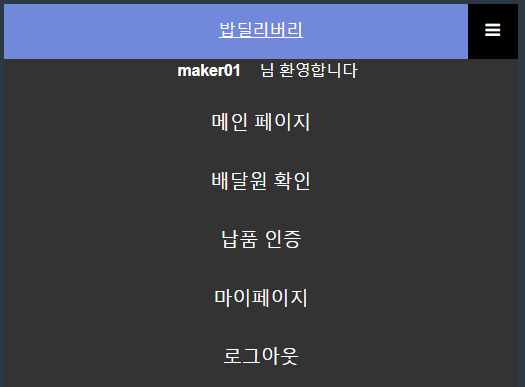 밥딜리버리
maker01 님 환영합니다
메인 페이지
배달원 확인
납품 인증
마이페이지
로그아웃